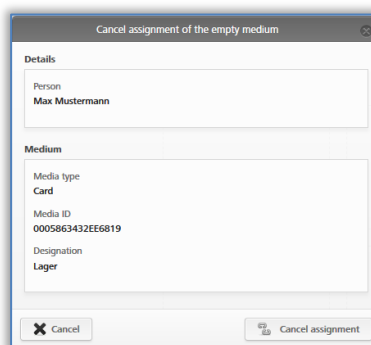 Cancel assignment of the empty medium
Details
Person
Max Mustermann
Medium
Media type
Card
Media ID
0005863432EE6819
Designation
Lager
Cancel
Cancel assignment